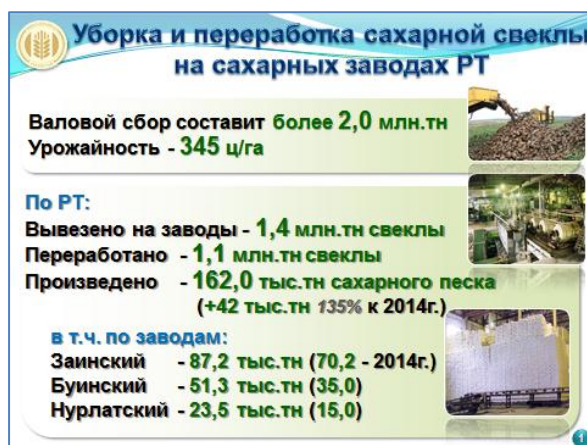 Уборка и переработка сахарной свеклы
на сахарных заводах РТ
Валовой сбор составит более 2,0 млн.тн
Урожайность - 345 ц/га
По РТ:
Вывезено на заводы - 1,4 млн.тн свеклы
Переработано - 1,1 млн.тн свеклы
Произведено - 162,0 тыс.тн сахарного песка
(+42 тыс.тн 135% к 2014г.)
в т.ч. по заводам:
Заинский - 87,2 тыс.тн (70,2 - 2014г.)
Буинский - 51,3 тыс.тн (35,0)
Нурлатский - 23,5 тыс.тн (15,0)
1